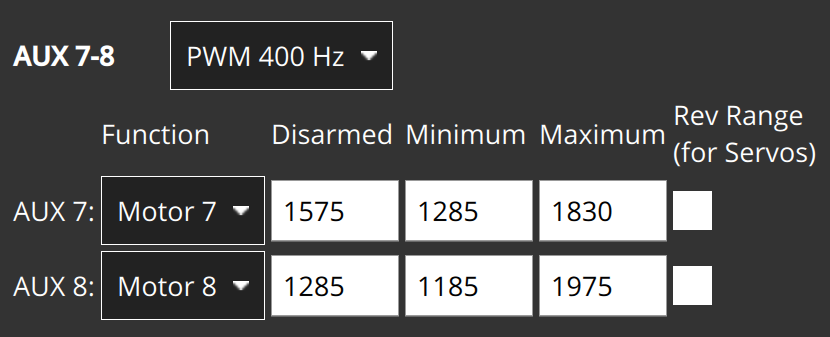 AUX 7-8 PWM 400 Hz
Function Disarmed Minimum Maximum Rev Range
(for Servos)
AUX 7: Motor 7 1575 1285 1830
AUX 8: Motor 8 1285 1185 1975